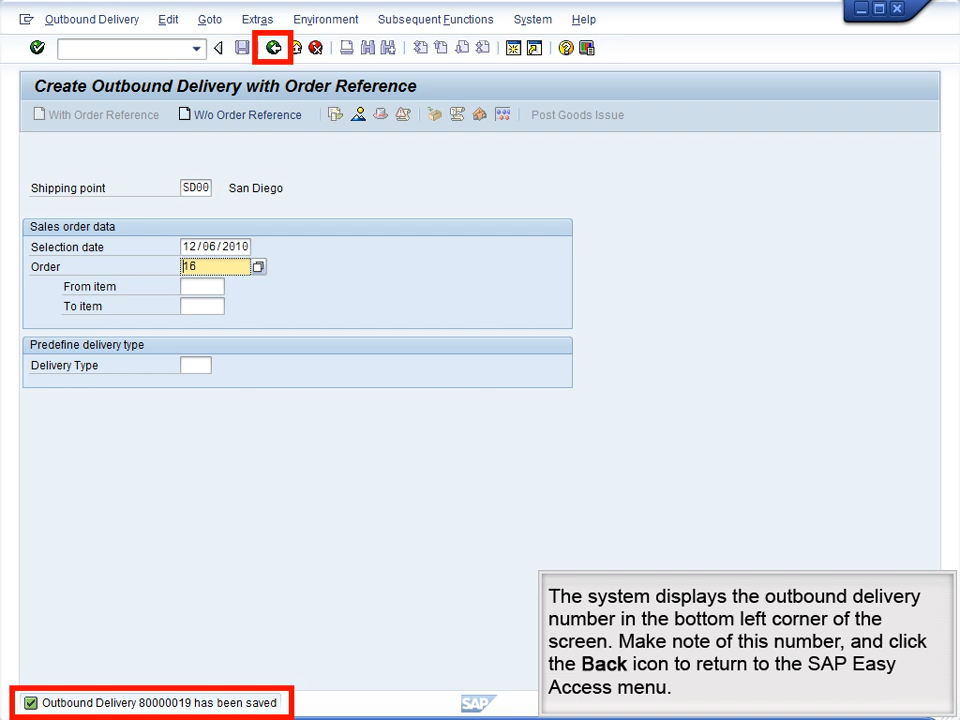 Outbound Delivery Edit Goto Extras Environment Subsequent Functions System Help
Create Outbound Delivery with Order Reference
With Order Reference W/o Order Reference Post Goods Issue
Shipping point SD00 San Diego
Sales order data
Selection date 12/06/2010
Order 16
From item
To item
Predefine delivery type
Delivery Type
The system displays the outbound delivery
number in the bottom left corner of the
screen. Make note of this number, and click
the Back icon to return to the SAP Easy
Access menu.
Outbound Delivery 80000019 has been saved
SAP